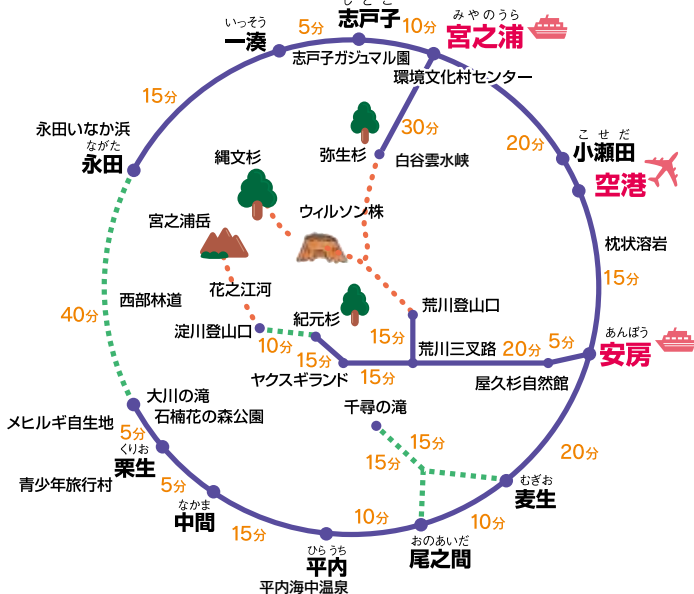 しとこ
志戸子
いっそう
一湊
5分
10分
みやのうら
宮之浦
志戸子ガジュマル園
環境文化村センター
15分
30分
20分
永田いなか浜
ながた
永田
縄文杉
弥生杉
白谷雲水峡
こせだ
小瀬田
空港
宮之浦岳
ウィルソン株
枕状溶岩
15分
西部林道
花之江河
40分
淀川登山口
紀元杉
荒川登山口
10分
15分
15分
荒川三叉路
20分
5分
あんぼう
安房
ヤクスギランド
15分
屋久杉自然館
大川の滝
石楠花の森公園
千尋の滝
メヒルギ自生地
5分
くりお
栗生
15分
15分
20分
青少年旅行村
5分
なかま
中間
むぎお
麦生
15分
10分
10分
おのあいだ
尾之間
ひらうち
平内
平内海中温泉